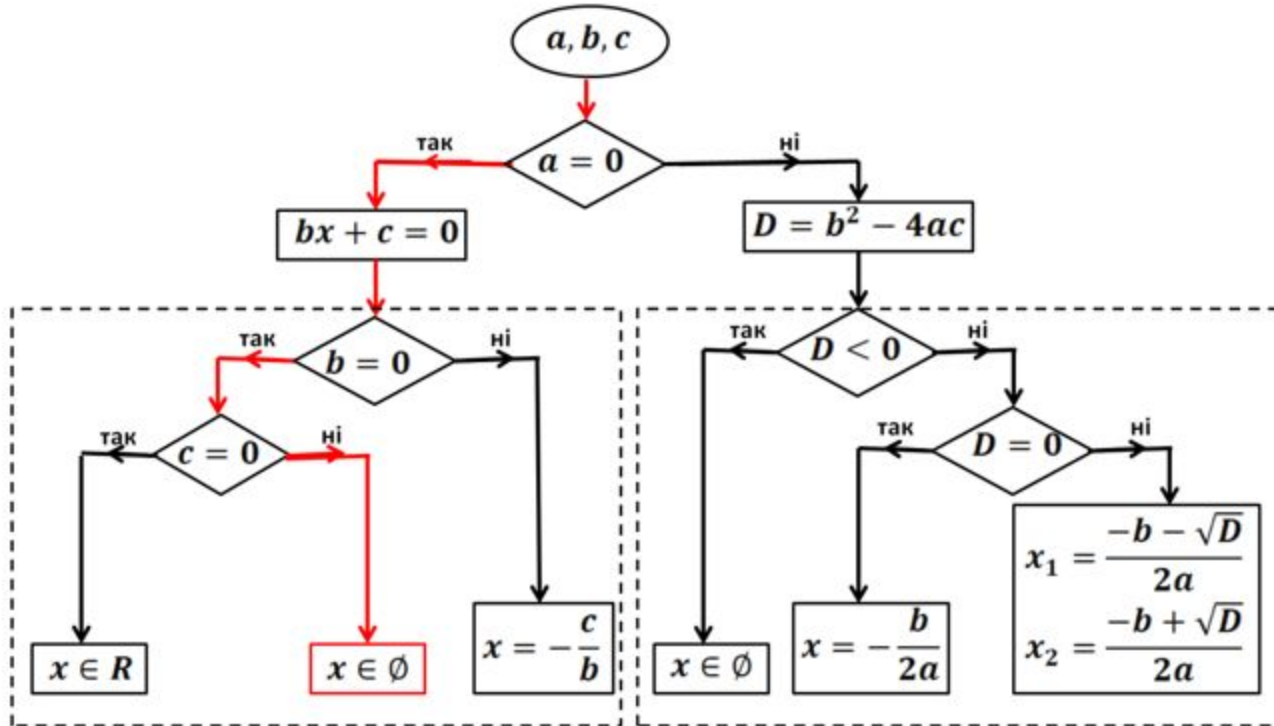 a, b, c
так
a = 0
ні
bx + c = 0
D = b² − 4ac
так
b = 0
ні
так
D < 0
ні
так
c = 0
ні
так
D = 0
ні
x ∈ R
x ∈ ∅
x = −c/b
x ∈ ∅
x = −b/2a
x₁ = (−b − √D)/2a
x₂ = (−b + √D)/2a